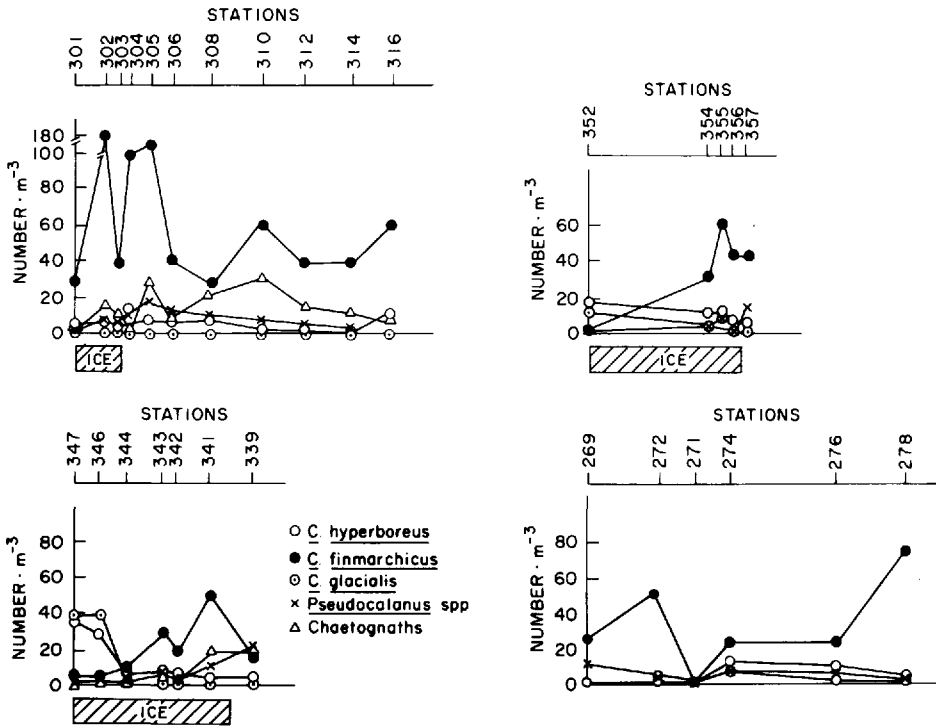 STATIONS
301 302 303 304 305 306 308 310 312 314 316
NUMBER · m⁻³
180
100
60
40
20
0
ICE
STATIONS
352 354 355 356 357
NUMBER · m⁻³
60
40
20
0
ICE
STATIONS
347 346 344 343 342 341 339
NUMBER · m⁻³
80
60
40
20
0
ICE
C. hyperboreus
C. finmarchicus
C. glacialis
Pseudocalanus spp
Chaetognaths
STATIONS
269 272 271 274 276 278
NUMBER · m⁻³
80
60
40
20
0